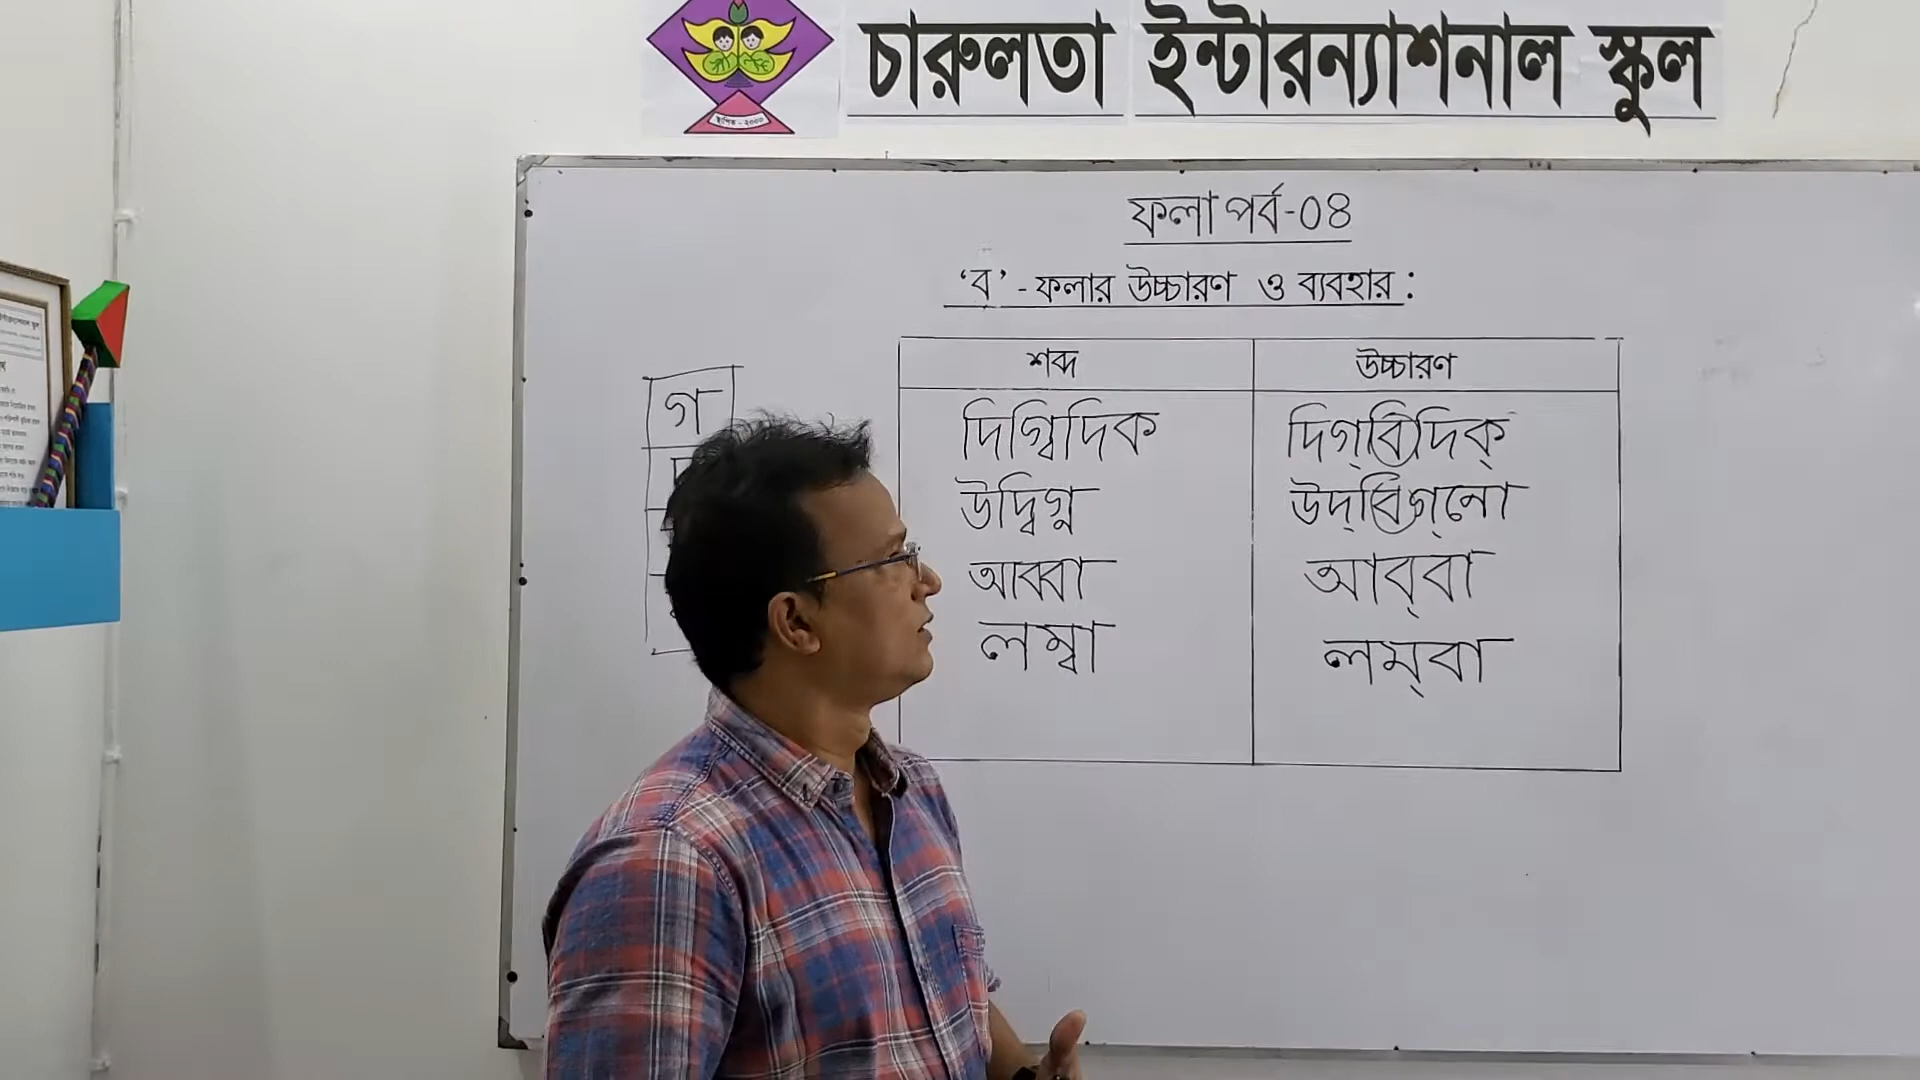 চারুলতা ইন্টারন্যাশনাল স্কুল
স্থাপিত - ২০০০
ফলা পর্ব-০৪
‘ব’ - ফলার উচ্চারণ ও ব্যবহার :
শব্দ উচ্চারণ
গ
দিগ্বিদিক দিগ্‌বিদিক্
উদ্বিগ্ন উদ্‌বিগ্‌নো
আব্বা আব্‌বা
লম্বা লম্‌বা